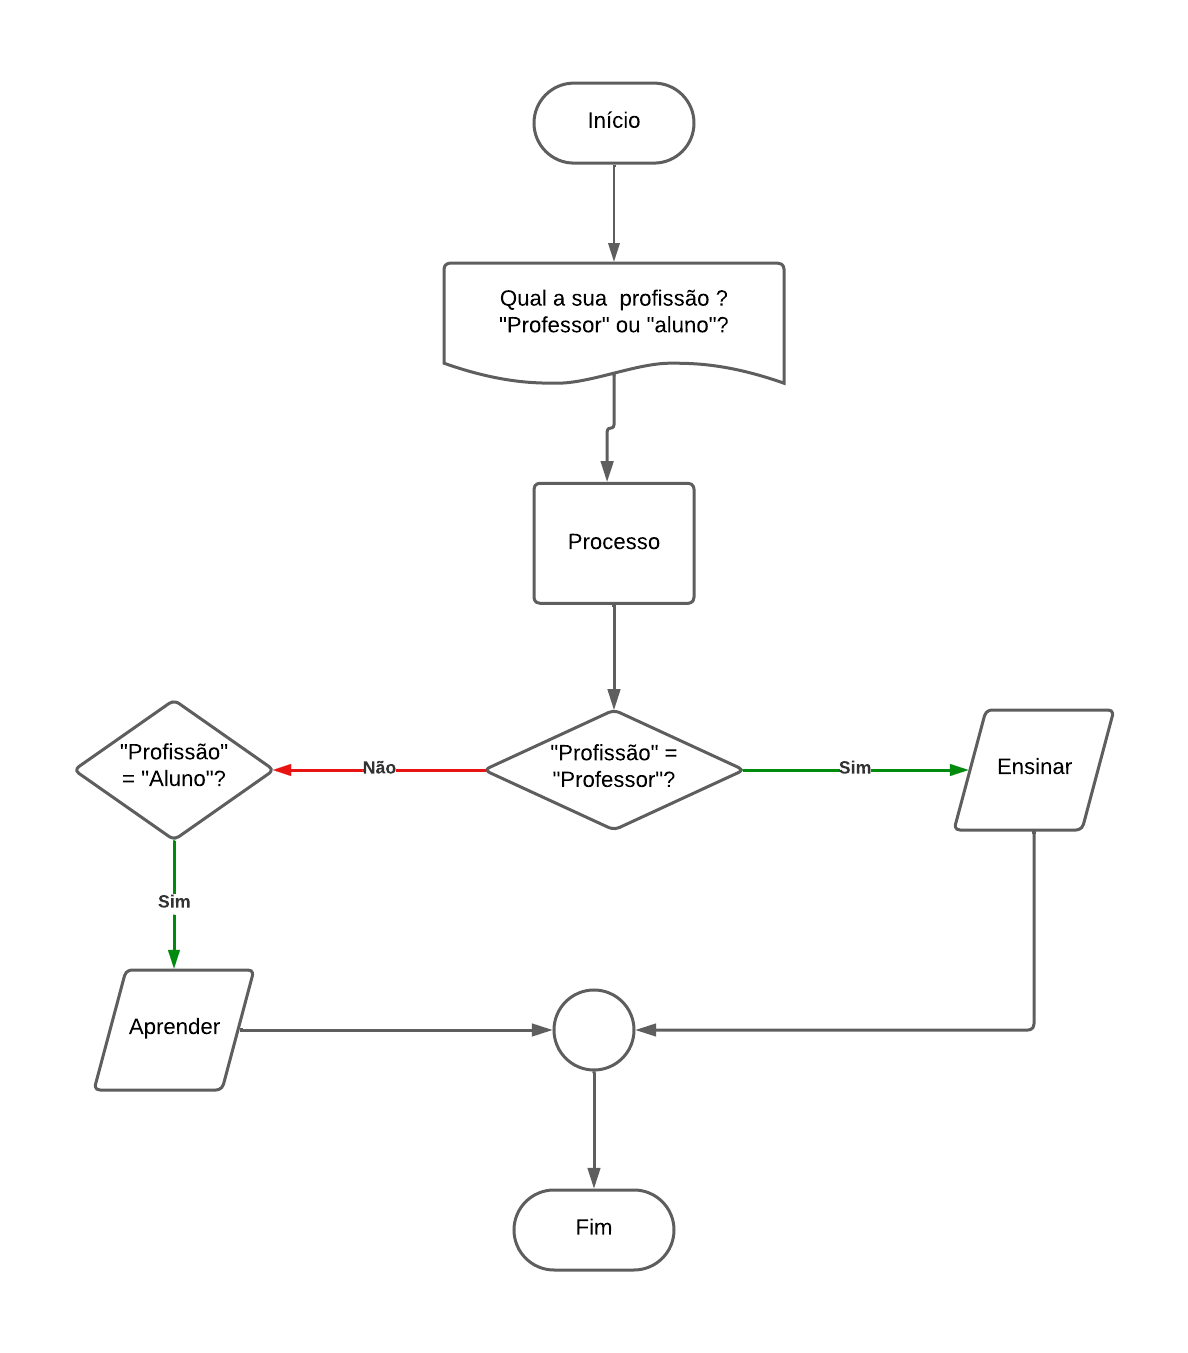 Início
Qual a sua  profissão ?
"Professor" ou "aluno"?
Processo
"Profissão"
= "Aluno"?
Não
"Profissão" =
"Professor"?
Sim
Ensinar
Sim
Aprender
Fim